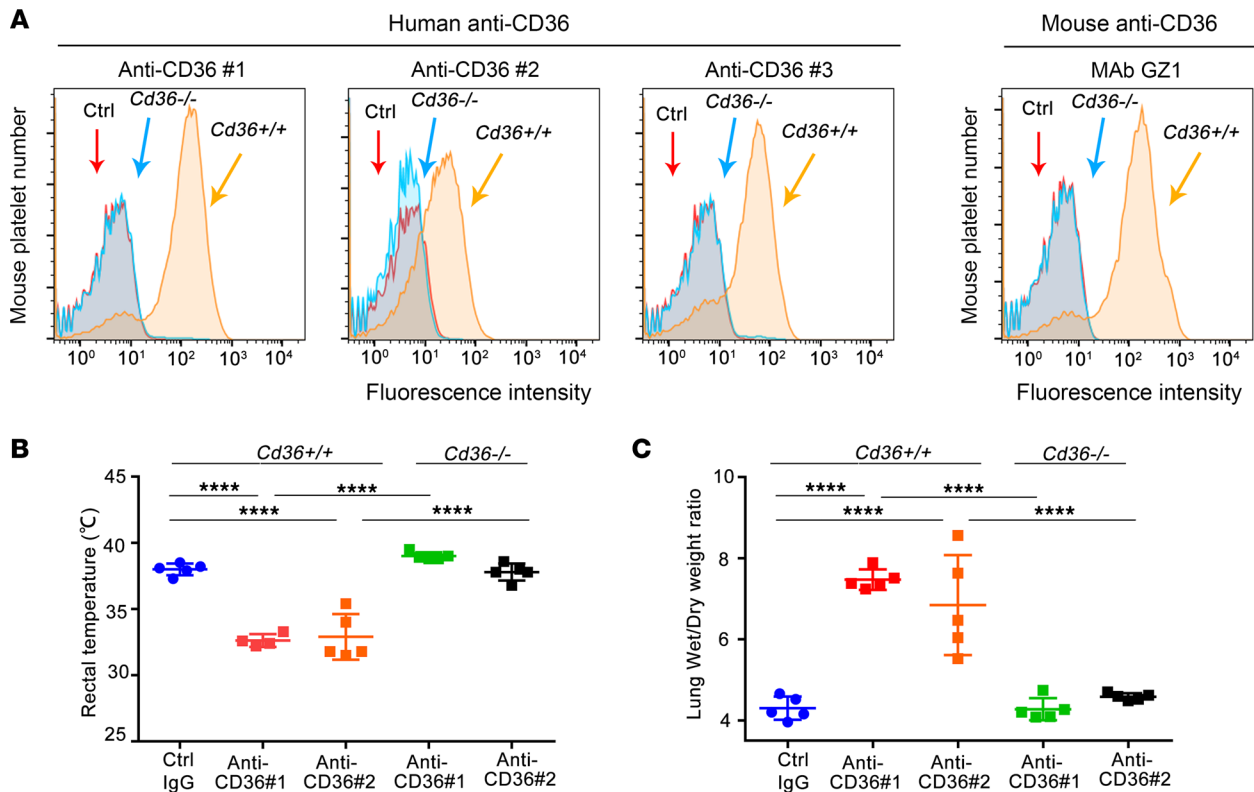 A
Human anti-CD36
Mouse anti-CD36
Anti-CD36 #1
Anti-CD36 #2
Anti-CD36 #3
MAb GZ1
Mouse platelet number
Ctrl
Cd36-/-
Cd36+/+
Ctrl
Cd36-/-
Cd36+/+
Ctrl
Cd36-/-
Cd36+/+
Mouse platelet number
Ctrl
Cd36-/-
Cd36+/+
10⁰ 10¹ 10² 10³ 10⁴
10⁰ 10¹ 10² 10³ 10⁴
10⁰ 10¹ 10² 10³ 10⁴
10⁰ 10¹ 10² 10³ 10⁴
Fluorescence intensity
Fluorescence intensity
B
Cd36+/+
Cd36-/-
Rectal temperature (℃)
45
40
35
30
25
****
****
****
****
Ctrl
IgG
Anti-
CD36#1
Anti-
CD36#2
Anti-
CD36#1
Anti-
CD36#2
C
Cd36+/+
Cd36-/-
Lung Wet/Dry weight ratio
10
8
6
4
****
****
****
****
Ctrl
IgG
Anti-
CD36#1
Anti-
CD36#2
Anti-
CD36#1
Anti-
CD36#2